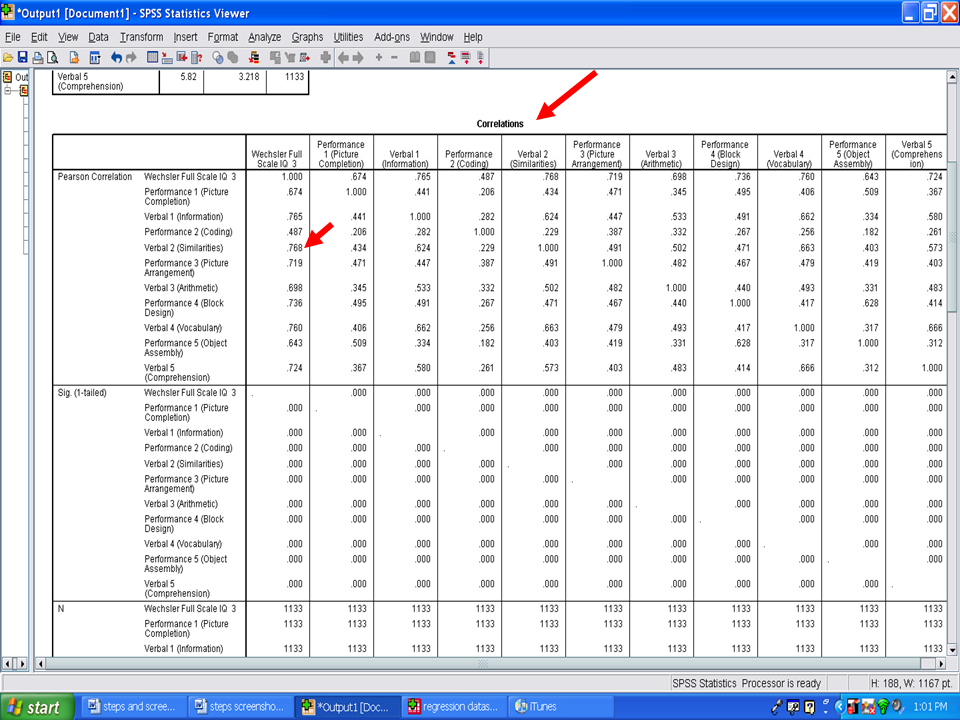 *Output1 [Document1] - SPSS Statistics Viewer
File Edit View Data Transform Insert Format Analyze Graphs Utilities Add-ons Window Help
Out
Verbal 5 5.82 3.218 1133
(Comprehension)
Correlations
Wechsler Full Scale IQ 3 Performance 1 (Picture Completion) Verbal 1 (Information) Performance 2 (Coding) Verbal 2 (Similarities) Performance 3 (Picture Arrangement) Verbal 3 (Arithmetic) Performance 4 (Block Design) Verbal 4 (Vocabulary) Performance 5 (Object Assembly) Verbal 5 (Comprehens ion)
Pearson Correlation Wechsler Full Scale IQ 3 1.000 .674 .765 .487 .768 .719 .698 .736 .760 .643 .724
Performance 1 (Picture .674 1.000 .441 .206 .434 .471 .345 .495 .406 .509 .367
Completion)
Verbal 1 (Information) .765 .441 1.000 .282 .624 .447 .533 .491 .662 .334 .580
Performance 2 (Coding) .487 .206 .282 1.000 .229 .387 .332 .267 .256 .182 .261
Verbal 2 (Similarities) .768 .434 .624 .229 1.000 .491 .502 .471 .663 .403 .573
Performance 3 (Picture .719 .471 .447 .387 .491 1.000 .482 .467 .479 .419 .403
Arrangement)
Verbal 3 (Arithmetic) .698 .345 .533 .332 .502 .482 1.000 .440 .493 .331 .483
Performance 4 (Block .736 .495 .491 .267 .471 .467 .440 1.000 .417 .628 .414
Design)
Verbal 4 (Vocabulary) .760 .406 .662 .256 .663 .479 .493 .417 1.000 .317 .666
Performance 5 (Object .643 .509 .334 .182 .403 .419 .331 .628 .317 1.000 .312
Assembly)
Verbal 5 .724 .367 .580 .261 .573 .403 .483 .414 .666 .312 1.000
(Comprehension)
Sig. (1-tailed) Wechsler Full Scale IQ 3 . .000 .000 .000 .000 .000 .000 .000 .000 .000 .000
Performance 1 (Picture .000 . .000 .000 .000 .000 .000 .000 .000 .000 .000
Completion)
Verbal 1 (Information) .000 .000 . .000 .000 .000 .000 .000 .000 .000 .000
Performance 2 (Coding) .000 .000 .000 . .000 .000 .000 .000 .000 .000 .000
Verbal 2 (Similarities) .000 .000 .000 .000 . .000 .000 .000 .000 .000 .000
Performance 3 (Picture .000 .000 .000 .000 .000 . .000 .000 .000 .000 .000
Arrangement)
Verbal 3 (Arithmetic) .000 .000 .000 .000 .000 .000 . .000 .000 .000 .000
Performance 4 (Block .000 .000 .000 .000 .000 .000 .000 . .000 .000 .000
Design)
Verbal 4 (Vocabulary) .000 .000 .000 .000 .000 .000 .000 .000 . .000 .000
Performance 5 (Object .000 .000 .000 .000 .000 .000 .000 .000 .000 . .000
Assembly)
Verbal 5 .000 .000 .000 .000 .000 .000 .000 .000 .000 .000 .
(Comprehension)
N Wechsler Full Scale IQ 3 1133 1133 1133 1133 1133 1133 1133 1133 1133 1133 1133
Performance 1 (Picture 1133 1133 1133 1133 1133 1133 1133 1133 1133 1133 1133
Completion)
Verbal 1 (Information) 1133 1133 1133 1133 1133 1133 1133 1133 1133 1133 1133
SPSS Statistics Processor is ready H: 188, W: 1167 pt.
start steps and scree... steps screensho... *Output1 [Doc... regression datas... iTunes 1:01 PM